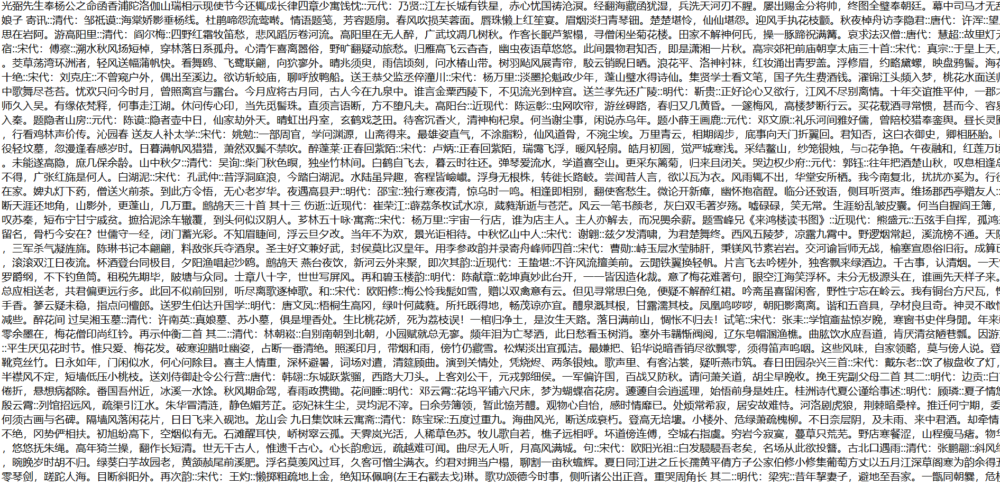 光弼先生奉杨公之命函香浦陀洛伽山瑞相示现使节今还辄成长律四章少寓饯忱::元代：乃贤::江左长城有铁星，赤心忧国祷沧溟。经翻海藏函犹湿，兵洗天河刃不腥。屡出赐金分将帅，终图全璧奉朝廷。幕中司马才无
娘子 寄讯::清代：邹祗谟::海棠娇影垂杨线。杜鹃啼怨流莺啭。情语题笺，芳容题扇。春风吹损芙蓉面。唇珠懒上红笙宴。眉烟淡扫青琴钿。楚楚堪怜，仙仙堪怨。迎风手执花枝颤。秋夜棹舟访李隐君::唐代：许浑::望
思在岩阿。游高阳里::清代：阎尔梅::四野红霜牧笛愁，悲风蹈厉卷河流。高阳里在无人醉，广武坟凋几树秋。作客长眠芦絮榻，寻僧闲坐菊花楼。田家不解神何氏，操一豚蹄祝满篝。哀求法汉僧::唐代：慧超::故里灯
宿::宋代：傅察::溯水秋风扬短棹，穿林落日系孤舟。心清乍喜离嚣俗，野旷翻疑动旅愁。归雁高飞云杳杳，幽虫夜语草悠悠。此间景物君知否，即是潇湘一片秋。高宗郊祀前庙朝享太庙三十首::宋代：真宗::于皇上天，
。茭草荡湾环洲渚，轻风送幅蒲帆快。看舞鸥、飞鹭联翩，向泬寥外。晴兆须臾，雨信顷刻，问水椿山带。树羽飐风展青帘，駮云销晲日晒。浪花平、洛神衬袜，红妆涌出青罗盖。浮修眉，约略黛螺，映盘鸦髻。海
十绝::宋代：刘克庄::不曾窥户外，偶出至溪边。欲访斩蛟庙，聊呼放鸭船。送王恭父监丞倅潼川::宋代：杨万里::淡墨抡魁政少年，蓬山璧水得诗仙。集贤学士看文笔，国子先生费酒钱。濯锦江头频入梦，桃花水面送
中歌舞尽苍苔。忧欢只问今时月，曾照离宫与露台。今月应将古月同，古人今在九泉中。谁言金粟西陵下，不见流光到梓宫。送兰孝先还广陵::明代：靳贵::正好论心又欲行，江风不尽别离情。十年交谊推平仲，一郡
师久入吴。有缘依梵释，何事走江湖。休问传心印，当先觅髻珠。直须言语断，方不堕凡夫。高阳台::近现代：陈运彰::虫网吹帘，游丝碍路，春归又几黄昏。一篴梅风，高楼梦断行云。买花载酒寻常惯，甚而今、容
入秦。题隐者山房::元代：陈谟::隐者壶中日，仙家劫外天。晴虹出丹室，玄鹤戏芝田。待客沉香火，清神枸杞泉。何当谢尘事，闲说赤乌年。题小薛王画鹿::元代：邓文原::礼乐河间雅好儒，曾陪校猎奉銮舆。昼长灵
，行看鸡林声价传。沁园春 送友人补太学::宋代：姚勉::一部周官，学问渊源，山斋得来。最雄姿直气，不涂脂粉，仙风道骨，不涴尘埃。万里青云，相期阔步，底事向天门折翼回。君知否，这白衣御史，卿相胚胎。
役轻坟墓，忽漫逢春感岁时。日暮满帆风猎猎，萧然双鬓不禁吹。醉蓬莱·正春回紫陌::宋代：卢炳::正春回紫陌，瑞霭飞浮，暖风轻扇。皓月初圆，觉严城寒浅。采结鳌山，纱笼银烛，与□花争艳。午夜融和，红莲万
。未能遂高隐，庶几保余龄。山中秋夕::清代：吴询::柴门秋色暝，独坐竹林间。白鹤自飞去，暮云时往还。弹琴爱流水，学道喜空山。更采东篱菊，归来且闭关。哭边权少府::元代：郭钰::往年把酒楚山秋，叹息相逢
不得，广张红旆是何人。白湖泥::宋代：孔武仲::昔浮洞庭浪，今踏白湖泥。水陆虽异趣，客程皆崄巇。浮身无根株，转徙长路岐。尝闻昔人言，欲以瓦为衣。风雨辄不出，华堂安所栖。我今南复北，扰扰亦奚为。行
在家。婢丸灯下药，僧送火前茶。到此方令悟，无心老岁华。夜遇高县尹::明代：邵宝::独行寒夜清，惊乌时一鸣。相逢即相别，翻使客愁生。微论开新瘴，幽怀抱宿酲。临分还致语，侧耳听贤声。维扬郡西亭赠友人::
断天涯还地角，山影外，更蓬山，几万重。鹧鸪天三十首 其十三 伤逝::近现代：崔荣江::薜荔条枚试水凉，葳蕤渐逝与苍茫。风云一笔书颜老，灰白双毛著岁殇。嘘碌碌，笑无常。生涯纷乱皱皮囊。何当自握阎王簿，
叹苏秦，短布宁甘宁戚贫。摭拾泥涂车辙覆，到头何似汉阴人。芗林五十咏·寓斋::宋代：杨万里::宇宙一行店，谁为店主人。主人亦解去，而况爨余薪。题雪峰兄《来鸿楼读书图》::近现代：熊盛元::五弦手自挥，孤鸿
留名，骨朽今安在？世儒守一经，闭门蓄光彩。不知眉睫间，浮云旦夕改。当年不为欢，景光讵相待。中秋忆山中人::宋代：谢翱::兹夕发清啸，为君楚舞终。西风五陵梦，凉露九霄中。野逻烟常起，溪流榜不通。天
，三军杀气凝旌旆。陈琳书记本翩翩，料敌张兵夺酒泉。圣主好文兼好武，封侯莫比汉皇年。用李参政韵并录寄舟峰师四首::宋代：曹勋::峙玉层水莹肺肝，秉镁风节素岩岩。交河谕旨师无战，榆塞宣恩俗旧衔。成算
，滚滚双江日夜流。杯酒登台同极目，夕阳渔唱起沙鸥。鹧鸪天 燕台夜饮，新河云外来聚，即次其韵::近现代：王蛰堪::不许风流擅美前。云閒铁翼换轻帆。片言飞去吟槎外，独客飘来绿酒边。千古事，认清烟。一天
罗爵纲，不下钓鱼筒。租税先期毕，陂塘与众同。士章八十字，世世写屏风。再和碧玉楼韵::明代：陈献章::乾坤真妙此台开，一一皆因造化裁。意了梅花难著句，眼空江海笑浮杯。未分无极源头在，谁画先天样子来。
总应相送老，共君偏更远行多。此回不似前回别，听尽离歌逐棹歌。和::宋代：欧阳修::梅公怜我髭如雪，赠以双禽意有云。但见寻常思白兔，便疑不解醉红裙。吟斋虽喜留闲客，野性宁忘在岭云。我有铜台方尺瓦，
手香。篸云疑未稳，指点问檀郎。送罗生伯达升国学::明代：唐文凤::梧桐生高冈，绿叶何葳蕤。所托既得地，畅茂谅亦宜。醴泉溉其根，甘露濡其枝。凤凰鸣哕哕，朝阳影离离。谐和五音具，孕材良且奇。神灵不敢
减些。醉花间 过吴湘玉墓::清代：许南英::真娘墓、苏小墓，俱是埋香处。生比桃花娇，死为荔枝误！一棺归净土，是汝生天路。落日满前山，惆怅不归去！试笔::宋代：张耒::学馆齑盐惊岁晚，寒窗书史伴身閒。年来
零余墨在，梅花僧印尚红钤。再示仲衡二首 其二::清代：林朝崧::自别南朝到北朝，小园赋就总无寥。频年泪为亡琴洒，此日愁看玉树消。塞外韦韝惭阀阅，辽东皂帽溷渔樵。曲肱饮水应吾道，肯厌清贫陋巷瓢。因游
::平生厌见花时节。惟只爱、梅花发。破寒迎腊吐幽姿，占断一番清绝。照溪印月，带烟和雨，傍竹仍藏雪。松煤淡出宜孤洁。最嫌把、铅华说暗香销尽欲飘零，须得笛声呜咽。这些风味，自家领略，莫与傍人说。登
靴竞丝竹。日永如年，门闲似水，何心问除目。喜主人情重，深杯避暑，词场对遣，清筵顾曲。演到关情处，凭烧烬、两条银烛。歌声里、有客沾裳，疑听燕市筑。春日田园杂兴三首::宋代：戴东老::饮了椒盘收了灯，
半襟风不定，短墙低压小桃枝。送刘侍御赴令公行营::唐代：韩翃::东城跃紫骝，西路大刀头。上客刘公干，元戎郭细侯。一军偏许国，百战又防秋。请问萧关道，胡尘早晚收。挽王宪副父母二首 其二::明代：边贡::白
倦折，悬想病都除。番国吾州近，冰溪一水馀。秋风期命驾，春雨政携锄。花间睡::明代：邓云霄::花坞平铺六尺床，梦为蝴蝶宿花房。蘧蘧自会逍遥理，始悟前身是姓庄。桂洲诗代夏公谨给事述::明代：顾璘::夏子情
殷云霄::列馆招远风，疏渠引江水。朱华冒清涟，静色媚芳芷。宓妃袜生尘，灵均泥不滓。曰余劳簿领，暂此恊芳醴。观物心自怡，感时情靡已。处烦常希寂，居安故难恃。河洛剧虎狼，荆棘暗桑梓。推迁何宁期，委
何须古画与名碑。隔墙风落闲花片，日日飞来入砚池。龙山会 九日集饮味云寓斋::清代：陈宝琛::五度过重九。海曲风光，断送成衰朽。登高无培塿。小楼外、危绿萧疏槐柳。不日奈层阴，及未雨、来中君酒。却牵情
不绝，冈势俨相扶。初旭纷高下，空烟似有无。石滩醒耳快，峤树翠云孤。天霁岚光活，人稀草色苏。牧儿歌自若，樵子远相呼。坏道傍连傅，空城右指虞。穷岩今寂寞，蔓草只荒芜。野店寒餐涩，山程瘦马瘏。物
，悠悠抚朱绳。高年猗兰操，翻作长短清。世无千古人，惟遗千古心。心长韵愈远，疏越难可闻。曲尽无人听，月高风满城。句::宋代：欧阳光祖::白发駸駸吾老矣，名场从此欲投簪。古北口遇雨::清代：张鹏翮::斜风
，晼晚岁时胡不归。绿葵白芋故园老，黄颔赪尾前溪肥。浮名莫羡风过耳，久客可憎尘满衣。约君对拥当户榻，聊割一亩秋蟾辉。夏日同江进之丘长孺黄平倩方子公家伯修小修集葡萄方丈以五月江深草阁寒为韵余得
零琴剑，蹉跎人海。目断斜阳外。再次韵::宋代：王灼::懒掷粗疏地上金，绝知环佩响{左王右戳去戈}琳。歌功颂德今时事，侧听诸公出正音。重哭周角长 其二::明代：梁宪::昔年挈妻子，避地至吾家。一甑同朝爨，危